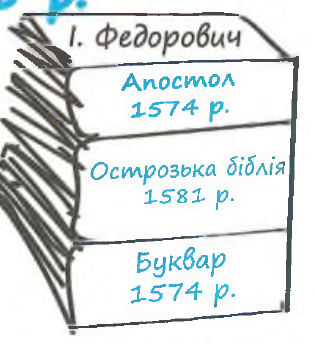 р.
І. Федорович
Апостол
1574 р.
Острозька біблія
1581 р.
Буквар
1574 р.